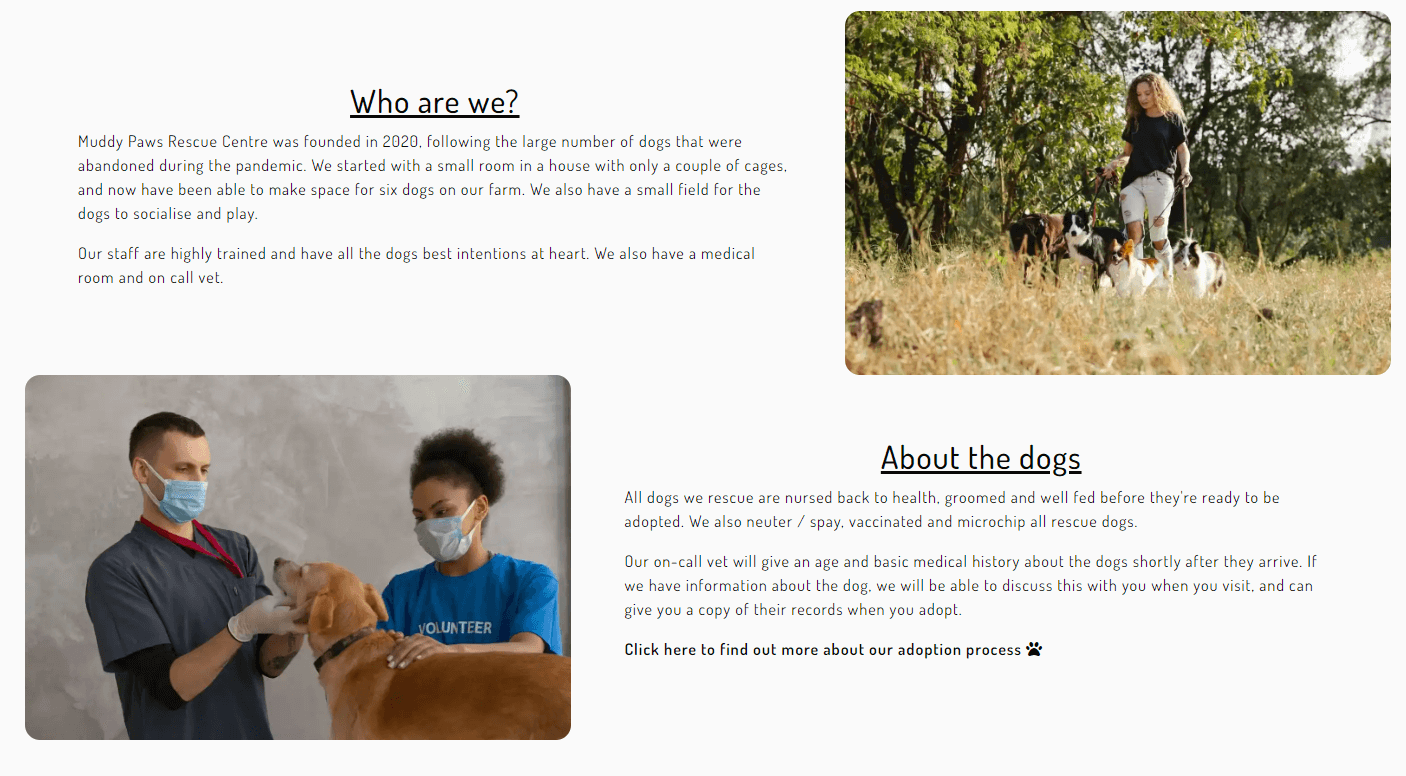 Who are we?
Muddy Paws Rescue Centre was founded in 2020, following the large number of dogs that were
abandoned during the pandemic. We started with a small room in a house with only a couple of cages,
and now have been able to make space for six dogs on our farm. We also have a small field for the
dogs to socialise and play.
Our staff are highly trained and have all the dogs best intentions at heart. We also have a medical
room and on call vet.
VOLUNTEER
About the dogs
All dogs we rescue are nursed back to health, groomed and well fed before they're ready to be
adopted. We also neuter / spay, vaccinated and microchip all rescue dogs.
Our on-call vet will give an age and basic medical history about the dogs shortly after they arrive. If
we have information about the dog, we will be able to discuss this with you when you visit, and can
give you a copy of their records when you adopt.
Click here to find out more about our adoption process